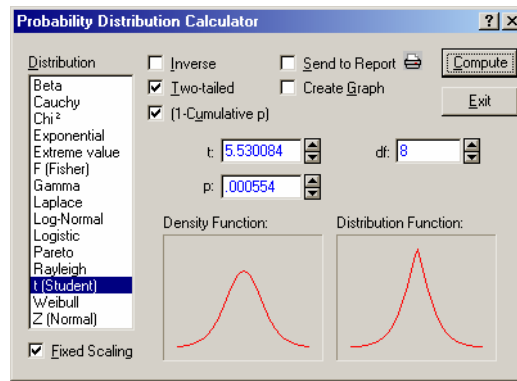 Probability Distribution Calculator
Distribution
Beta
Cauchy
Chi ²
Exponential
Extreme value
F (Fisher)
Gamma
Laplace
Log-Normal
Logistic
Pareto
Rayleigh
t (Student)
Weibull
Z (Normal)
Fixed Scaling
Inverse
Two-tailed
(1-Cumulative p)
Send to Report
Create Graph
Compute
Exit
t: 5.530084
df: 8
p: .000554
Density Function:
Distribution Function: